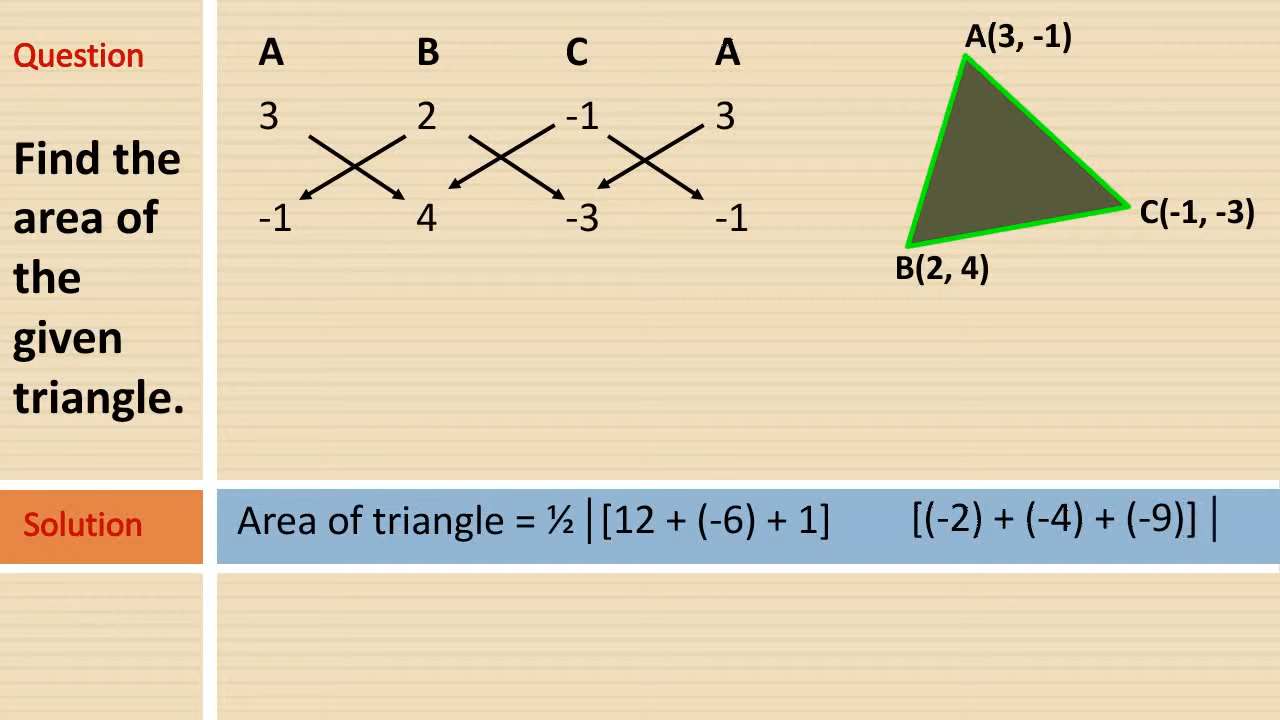 Question
Find the
area of
the
given
triangle.
A B C A
3 2 -1 3
-1 4 -3 -1
A(3, -1)
C(-1, -3)
B(2, 4)
Solution
Area of triangle = ½ |[12 + (-6) + 1] [(-2) + (-4) + (-9)] |